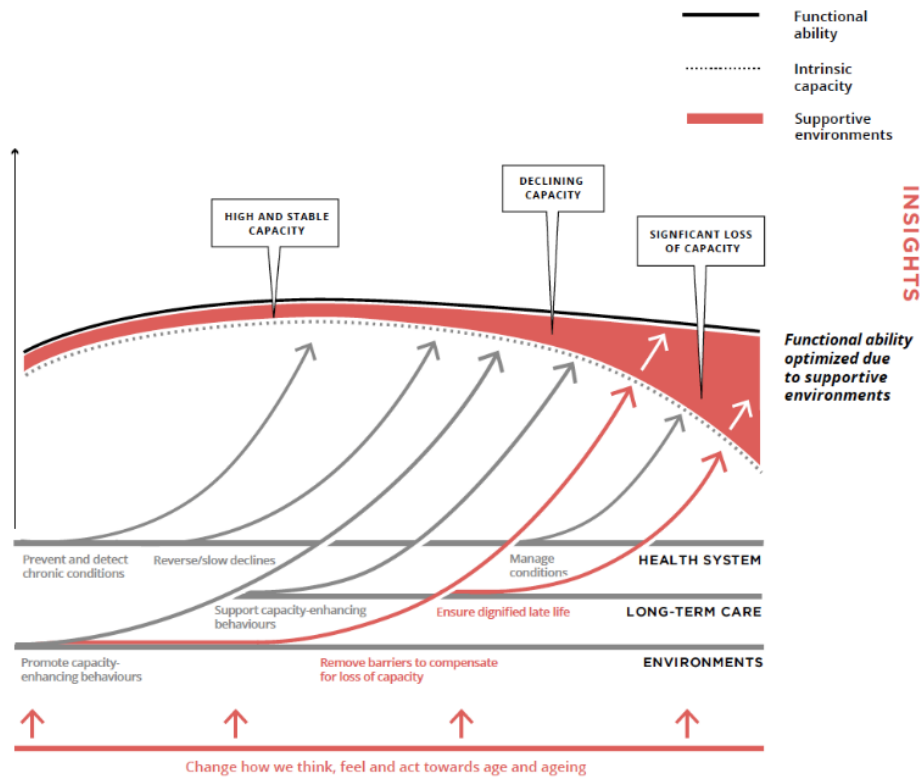 Functional
ability
Intrinsic
capacity
Supportive
environments
INSIGHTS
HIGH AND STABLE
CAPACITY
DECLINING
CAPACITY
SIGNFICANT LOSS
OF CAPACITY
Functional ability
optimized due
to supportive
environments
Prevent and detect
chronic conditions
Reverse/slow declines
Manage
conditions
HEALTH SYSTEM
Support capacity-enhancing
behaviours
Ensure dignified late life
LONG-TERM CARE
Promote capacity-
enhancing behaviours
Remove barriers to compensate
for loss of capacity
ENVIRONMENTS
Change how we think, feel and act towards age and ageing